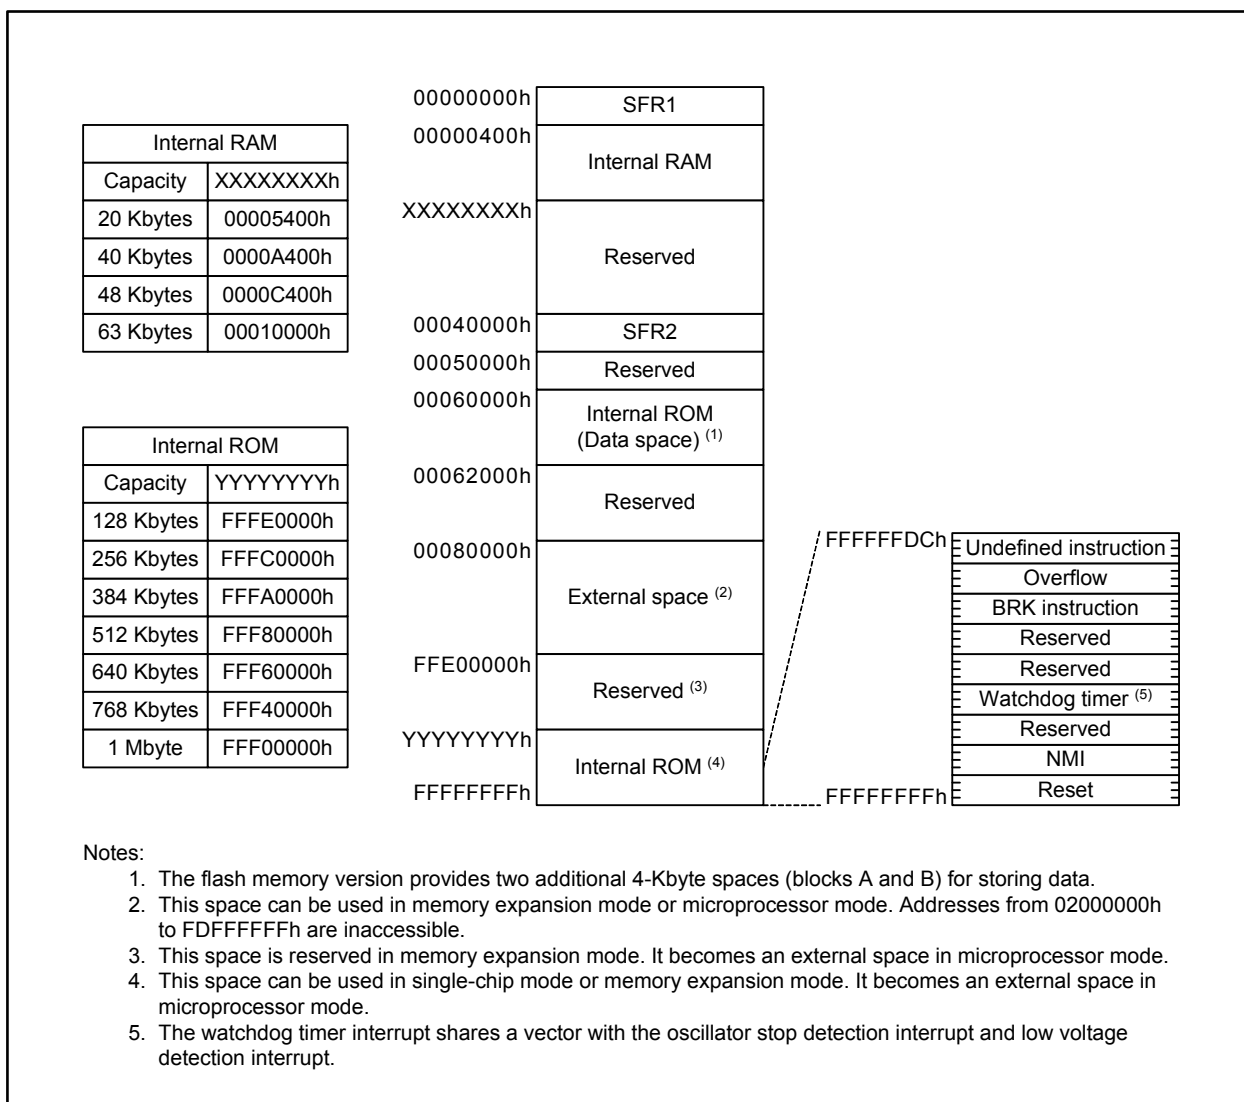 Internal RAM
Capacity XXXXXXXXh
20 Kbytes 00005400h
40 Kbytes 0000A400h
48 Kbytes 0000C400h
63 Kbytes 00010000h
Internal ROM
Capacity YYYYYYYYh
128 Kbytes FFFE0000h
256 Kbytes FFFC0000h
384 Kbytes FFFA0000h
512 Kbytes FFF80000h
640 Kbytes FFF60000h
768 Kbytes FFF40000h
1 Mbyte FFF00000h
00000000h
SFR1
00000400h
Internal RAM
XXXXXXXXh
Reserved
00040000h
SFR2
00050000h
Reserved
00060000h
Internal ROM
(Data space) (1)
00062000h
Reserved
00080000h
External space (2)
FFE00000h
Reserved (3)
YYYYYYYYh
Internal ROM (4)
FFFFFFFFh
FFFFFFDCh
Undefined instruction
Overflow
BRK instruction
Reserved
Reserved
Watchdog timer (5)
Reserved
NMI
Reset
FFFFFFFFh
Notes:
1. The flash memory version provides two additional 4-Kbyte spaces (blocks A and B) for storing data.
2. This space can be used in memory expansion mode or microprocessor mode. Addresses from 02000000h
to FDFFFFFFh are inaccessible.
3. This space is reserved in memory expansion mode. It becomes an external space in microprocessor mode.
4. This space can be used in single-chip mode or memory expansion mode. It becomes an external space in
microprocessor mode.
5. The watchdog timer interrupt shares a vector with the oscillator stop detection interrupt and low voltage
detection interrupt.